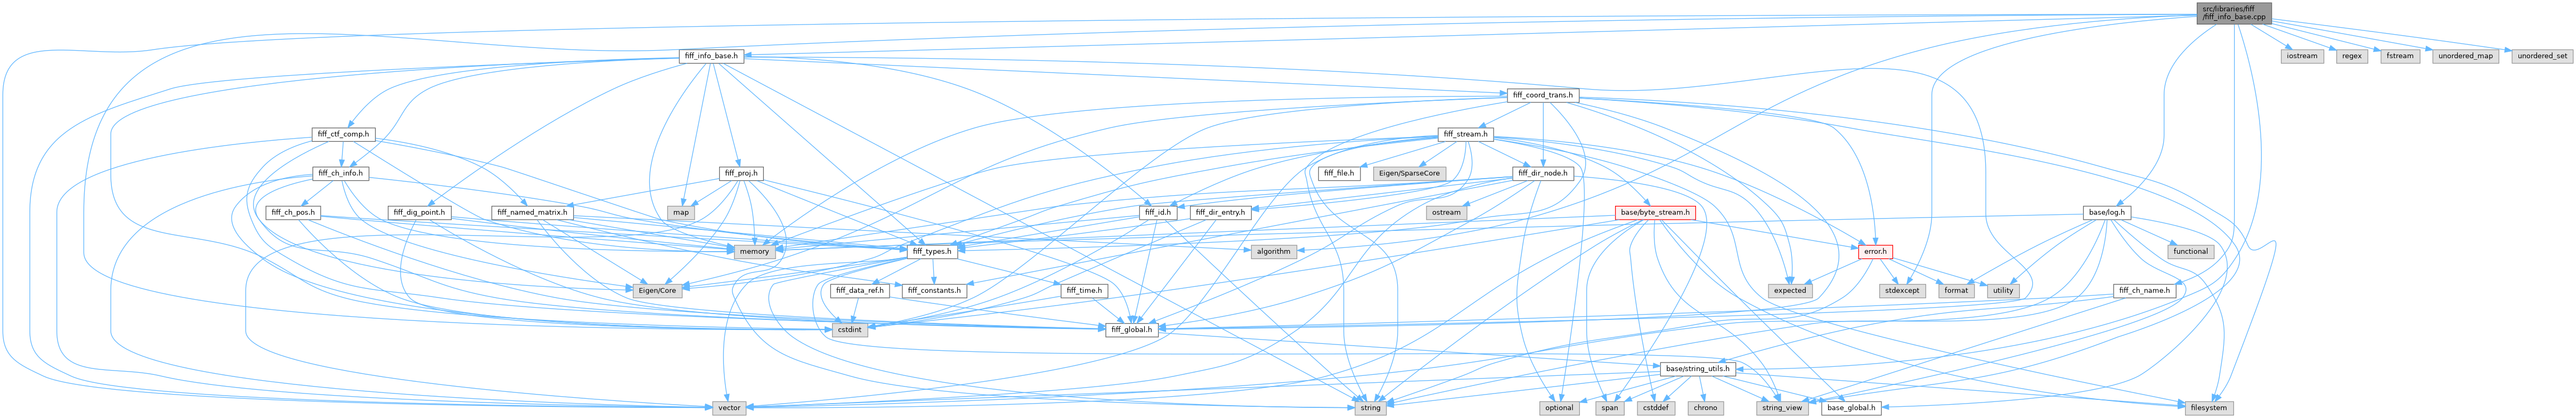 src/libraries/fiff
/fiff_info_base.cpp
fiff_info_base.h
iostream
regex
fstream
unordered_map
unordered_set
fiff_coord_trans.h
fiff_ctf_comp.h
fiff_stream.h
fiff_ch_info.h
fiff_proj.h
fiff_file.h
Eigen/SparseCore
fiff_dir_node.h
fiff_ch_pos.h
fiff_dig_point.h
fiff_named_matrix.h
map
fiff_id.h
fiff_dir_entry.h
ostream
base/byte_stream.h
base/log.h
memory
fiff_types.h
algorithm
error.h
functional
Eigen/Core
fiff_data_ref.h
fiff_constants.h
fiff_time.h
expected
stdexcept
format
utility
fiff_ch_name.h
cstdint
fiff_global.h
base/string_utils.h
vector
string
optional
span
cstddef
chrono
string_view
base_global.h
filesystem